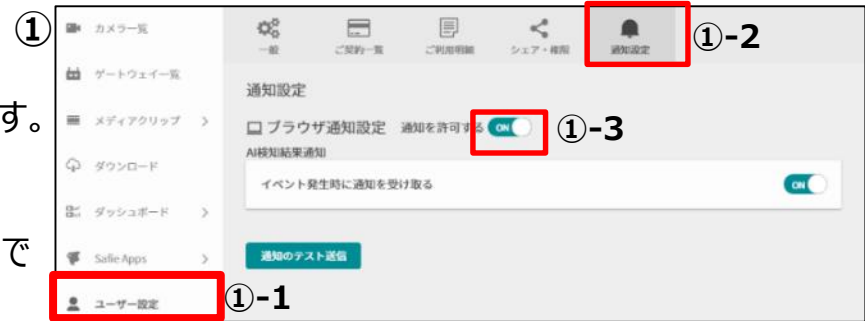 ①
カメラ一覧
ゲートウェイ一覧
す。
メディアクリップ
ダウンロード
ダッシュボード
で
Safie Apps
ユーザー設定
①-1
一般
ご契約一覧
ご利用明細
シェア・権限
通知設定
①-2
通知設定
ブラウザ通知設定 通知を許可する ON
①-3
AI検知結果通知
イベント発生時に通知を受け取る ON
通知のテスト送信